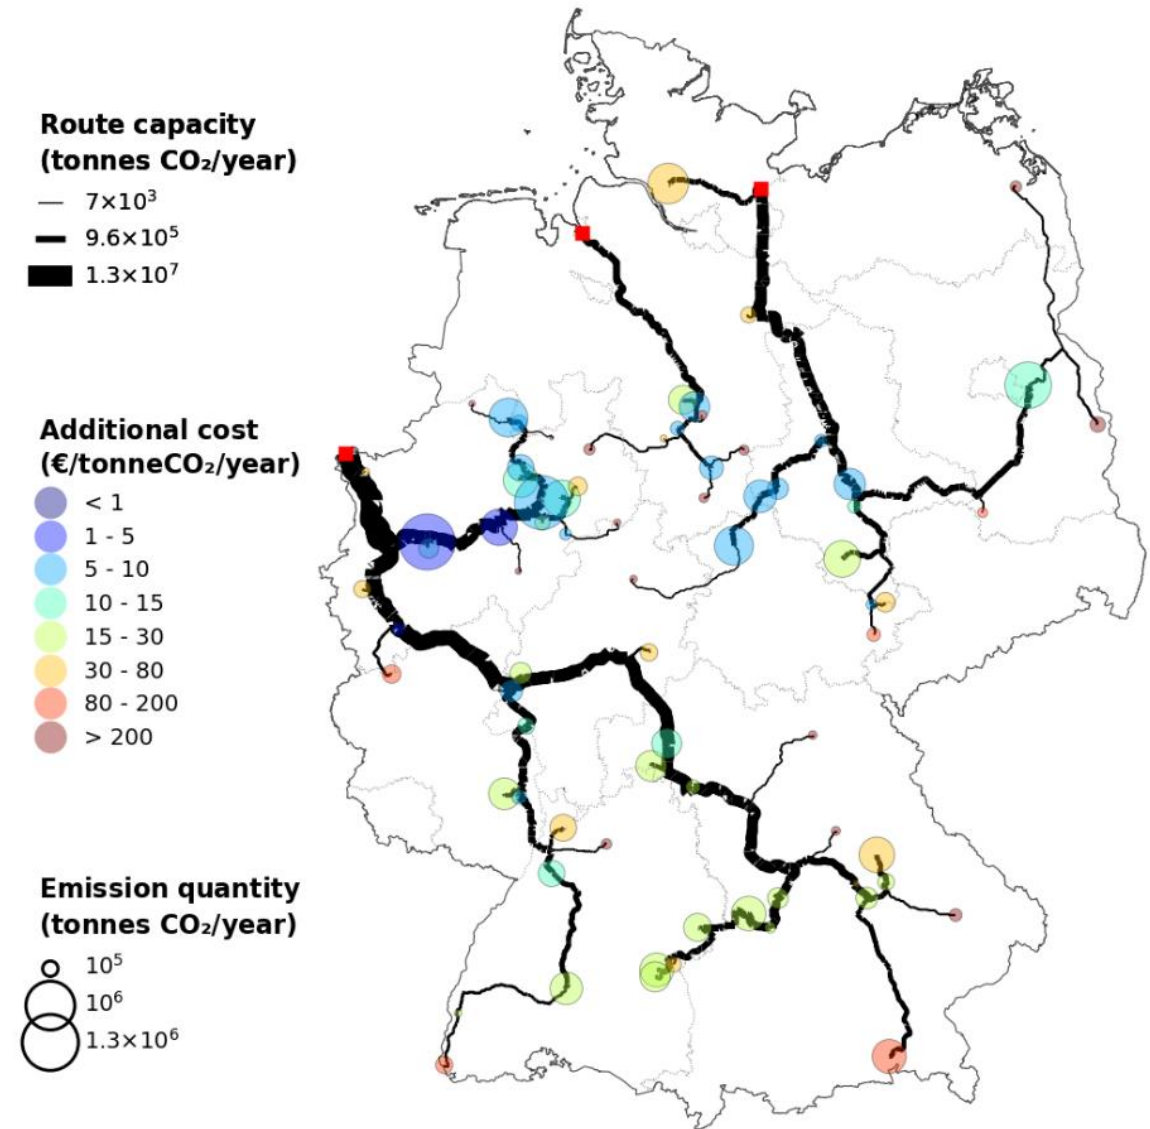 Route capacity
(tonnes CO₂/year)
7×10³
9.6×10⁵
1.3×10⁷
Additional cost
(€/tonneCO₂/year)
< 1
1 - 5
5 - 10
10 - 15
15 - 30
30 - 80
80 - 200
> 200
Emission quantity
(tonnes CO₂/year)
10⁵
10⁶
1.3×10⁶